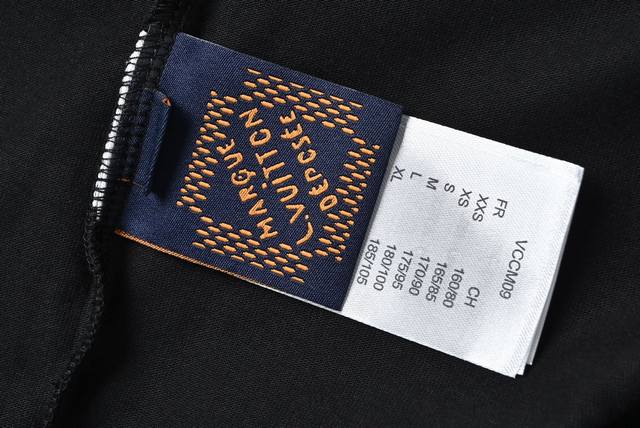 MARQUE
L.VUITTON
DEPCSÉE
VCCM09
FR CH
XXS 160/80
XS 165/85
S 170/90
M 175/95
L 180/100
XL 185/105